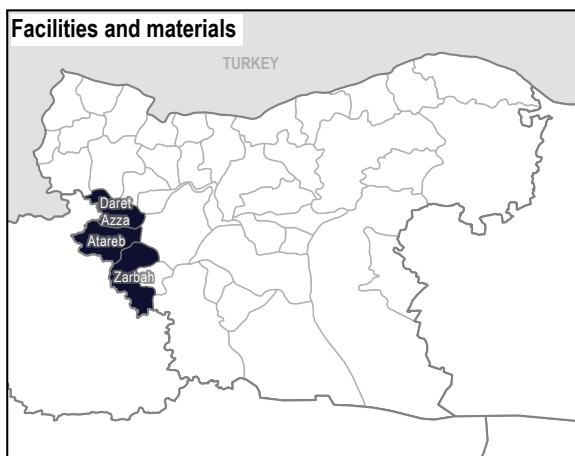 Facilities and materials
TURKEY
Daret
Azza
Atareb
Zarbah